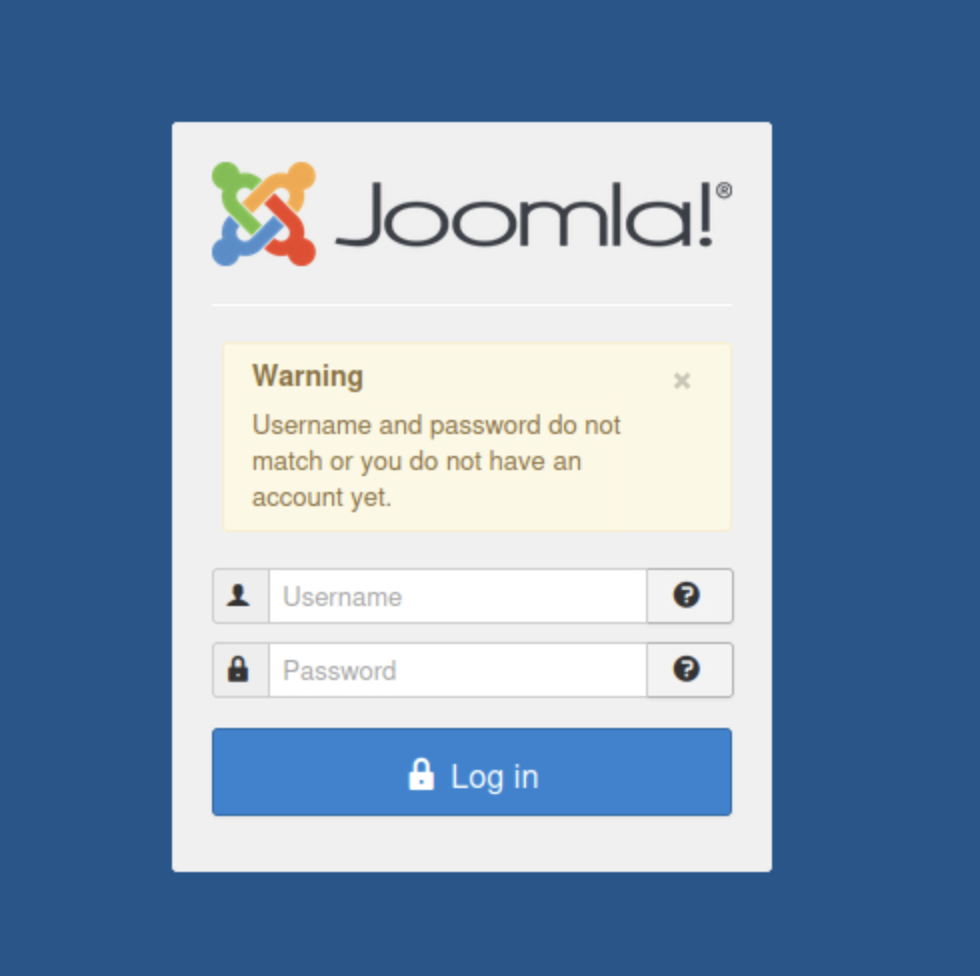 Joomla!®
Warning
×
Username and password do not
match or you do not have an
account yet.
Username
?
Password
?
Log in